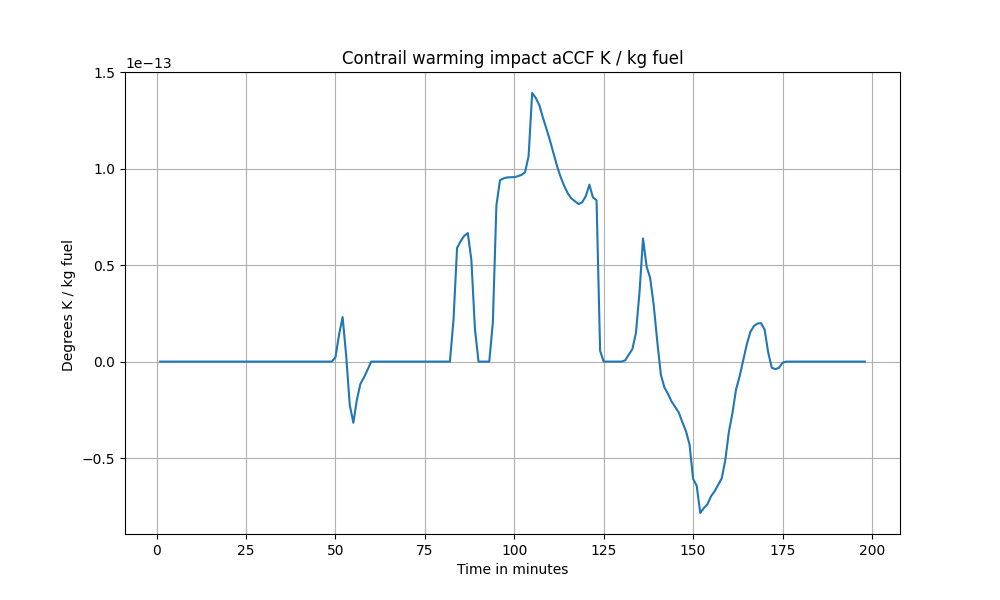 Contrail warming impact aCCF K / kg fuel
1e−13
1.5
1.0
0.5
0.0
−0.5
Degrees K / kg fuel
0 25 50 75 100 125 150 175 200
Time in minutes